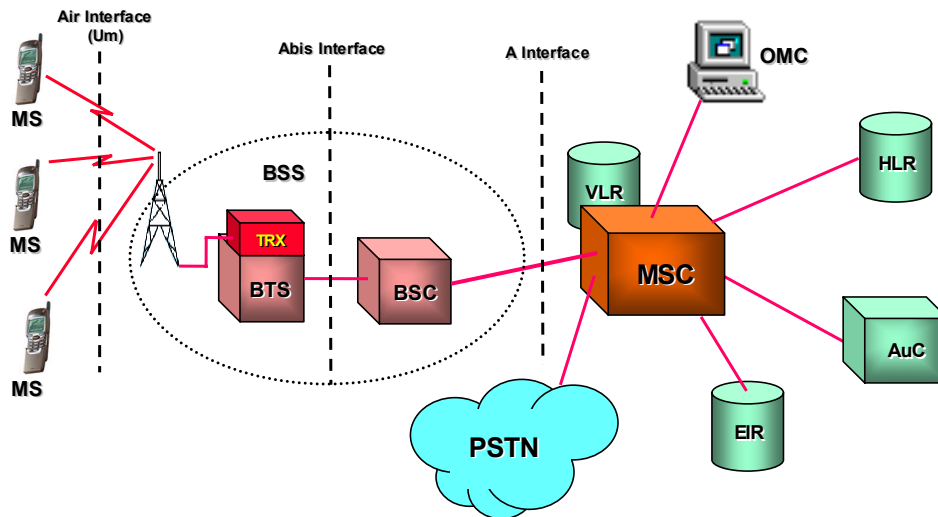 Air Interface
(Um)
Abis Interface
A Interface
OMC
MS
HLR
BSS
VLR
MS
TRX
MSC
BTS
BSC
AuC
MS
PSTN
EIR